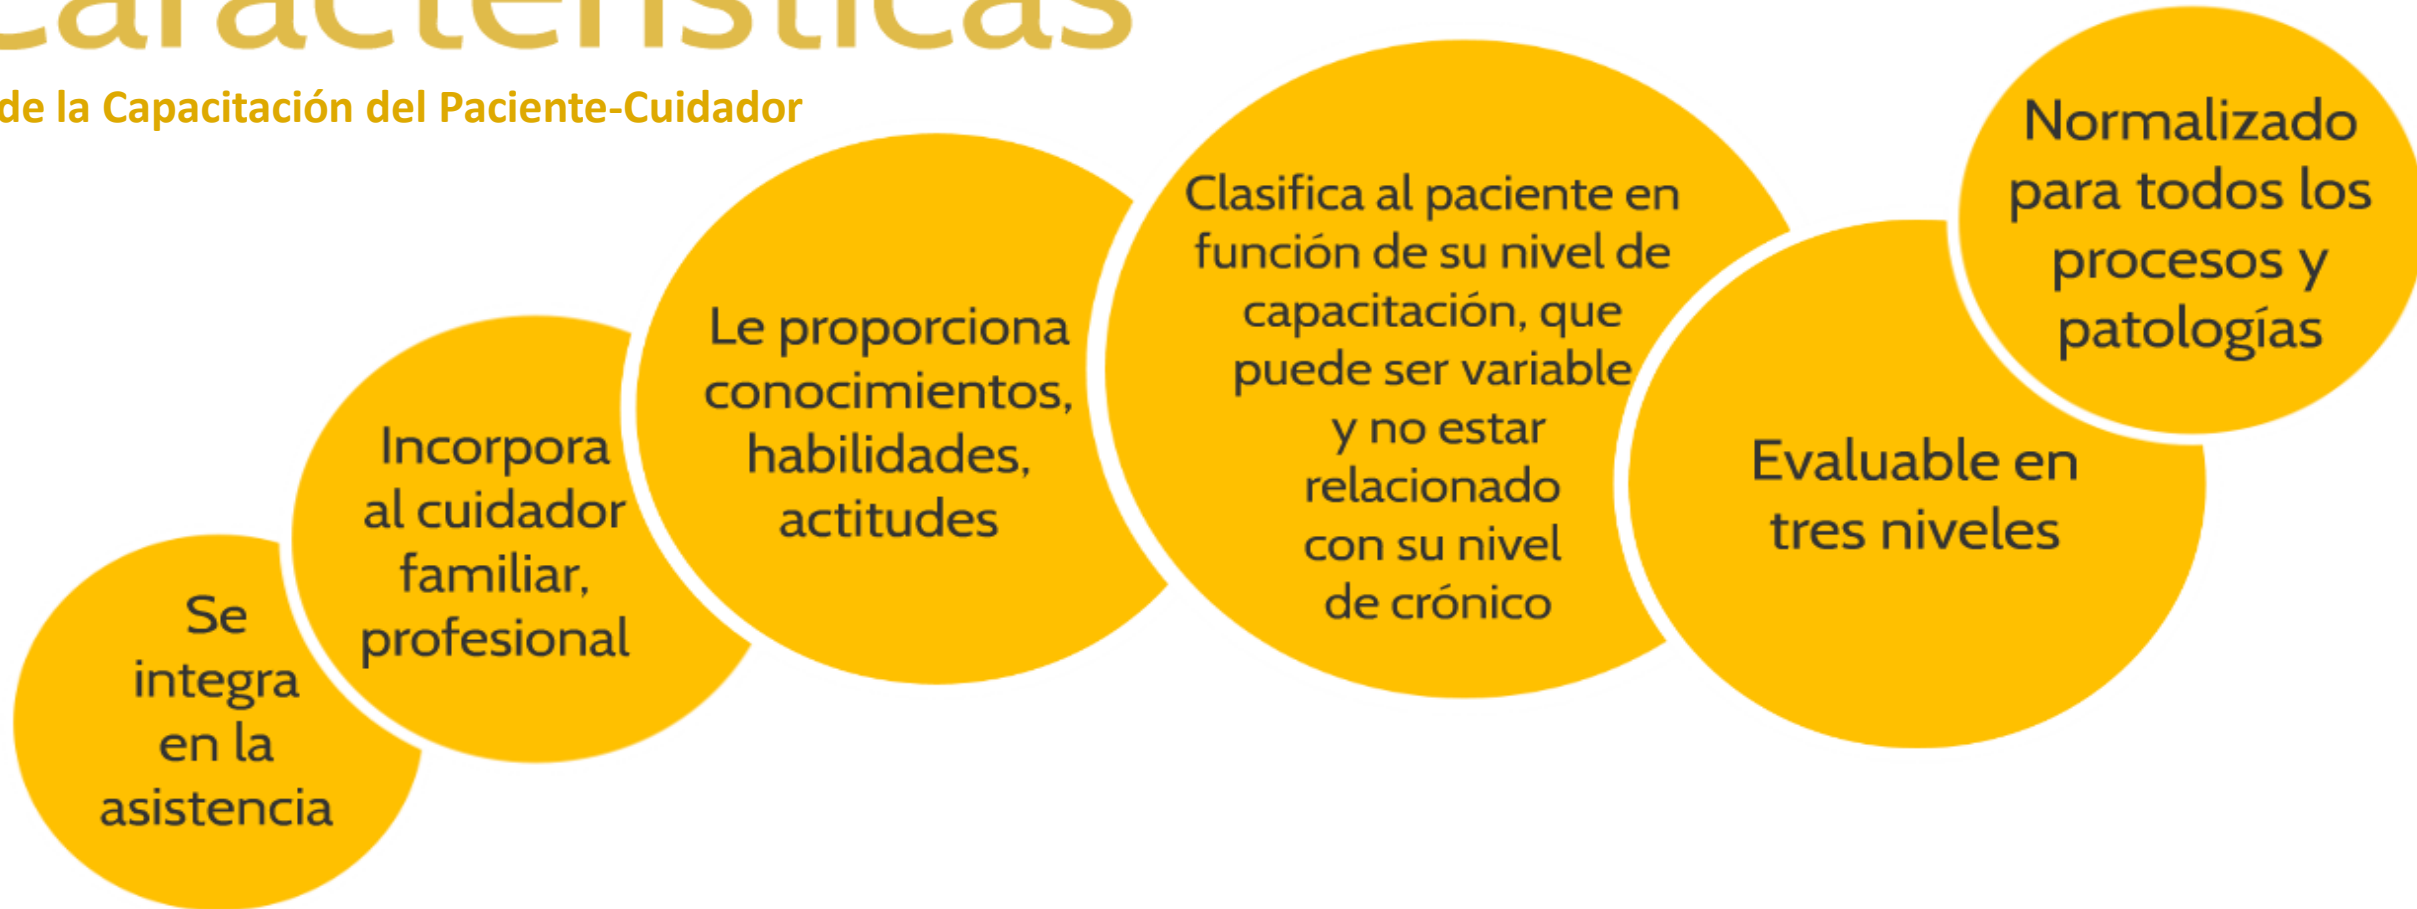 Características
de la Capacitación del Paciente-Cuidador
Se
integra
en la
asistencia
Incorpora
al cuidador
familiar,
profesional
Le proporciona
conocimientos,
habilidades,
actitudes
Clasifica al paciente en
función de su nivel de
capacitación, que
puede ser variable
y no estar
relacionado
con su nivel
de crónico
Evaluable en
tres niveles
Normalizado
para todos los
procesos y
patologías